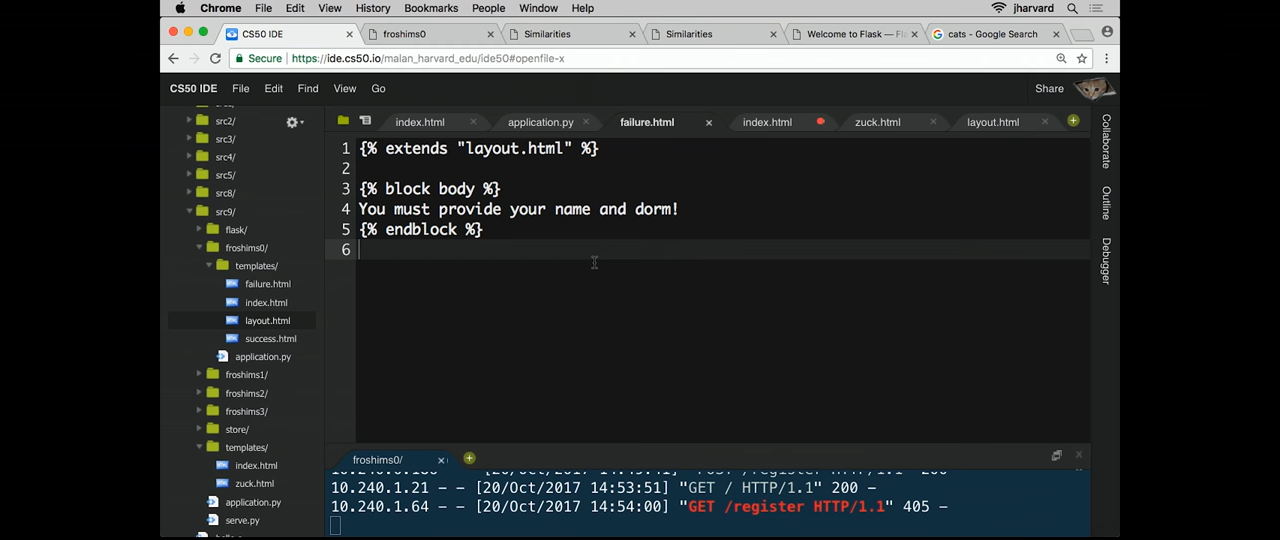 Chrome File Edit View History Bookmarks People Window Help jharvard
CS50 IDE froshims0 Similarities Similarities Welcome to Flask — Fl cats - Google Search
Secure https://ide.cs50.io/malan_harvard_edu/ide50#openfile-x
CS50 IDE File Edit Find View Go Share
src2/
src3/
src4/
src5/
src8/
src9/
flask/
froshims0/
templates/
failure.html
index.html
layout.html
success.html
application.py
froshims1/
froshims2/
froshims3/
store/
templates/
index.html
zuck.html
application.py
serve.py
index.html application.py failure.html index.html zuck.html layout.html
1 {% extends "layout.html" %}
2
3 {% block body %}
4 You must provide your name and dorm!
5 {% endblock %}
6
Collaborate
Outline
Debugger
froshims0/
10.240.1.21 - - [20/Oct/2017 14:53:51] "GET / HTTP/1.1" 200 -
10.240.1.64 - - [20/Oct/2017 14:54:00] "GET /register HTTP/1.1" 405 -